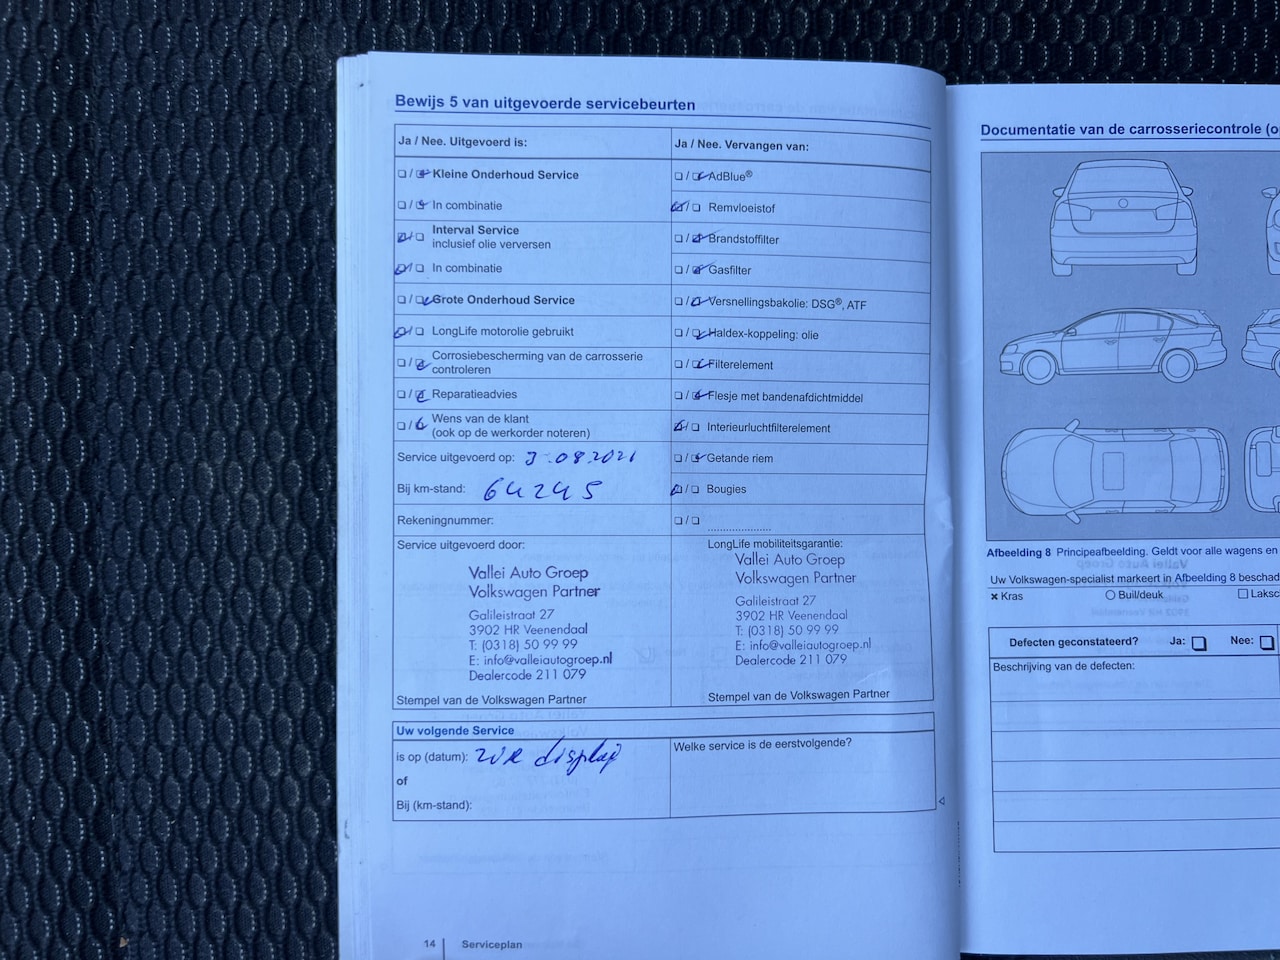 Bewijs 5 van uitgevoerde servicebeurten
Ja / Nee. Uitgevoerd is:
Kleine Onderhoud Service
In combinatie
Interval Service
inclusief olie verversen
In combinatie
Grote Onderhoud Service
LongLife motorolie gebruikt
Corrosiebescherming van de carrosserie
controleren
Reparatieadvies
Wens van de klant
(ook op de werkorder noteren)
Service uitgevoerd op: 3.08.2021
Bij km-stand: 64245
Rekeningnummer:
Service uitgevoerd door:
Vallei Auto Groep
Volkswagen Partner
Galileistraat 27
3902 HR Veenendaal
T: (0318) 50 99 99
E: info@valleiautogroep.nl
Dealercode 211 079
Stempel van de Volkswagen Partner
Ja / Nee. Vervangen van:
AdBlue®
Remvloeistof
Brandstoffilter
Gasfilter
Versnellingsbakolie: DSG®, ATF
Haldex-koppeling: olie
Filterelement
Flesje met bandenafdichtmiddel
Interieurluchtfilterelement
Getande riem
Bougies
LongLife mobiliteitsgarantie:
Vallei Auto Groep
Volkswagen Partner
Galileistraat 27
3902 HR Veenendaal
T: (0318) 50 99 99
E: info@valleiautogroep.nl
Dealercode 211 079
Stempel van de Volkswagen Partner
Uw volgende Service
is op (datum): zie display
of
Bij (km-stand):
Welke service is de eerstvolgende?
14 Serviceplan
Documentatie van de carrosseriecontrole (o
Afbeelding 8 Principeafbeelding. Geldt voor alle wagens en
Uw Volkswagen-specialist markeert in Afbeelding 8 beschad
Kras Buil/deuk Laksc
Defecten geconstateerd? Ja: Nee:
Beschrijving van de defecten: